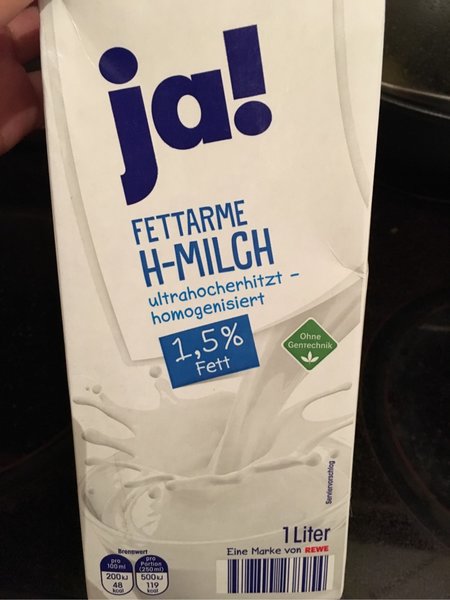 ja!
FETTARME
H-MILCH
ultrahocherhitzt –
homogenisiert
1,5%
Fett
Ohne
Gentechnik
Serviervorschlag
1 Liter
Eine Marke von REWE
Brennwert
pro
100 ml
200 kJ
48
kcal
pro
Portion
(250 ml)
500 kJ
119
kcal